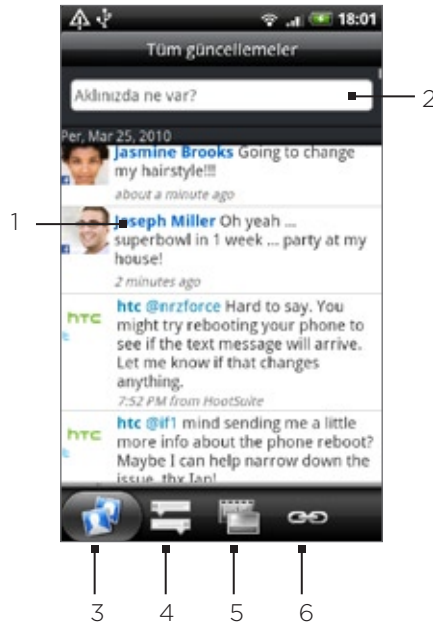 18:01
Tüm güncellemeler
Aklınızda ne var?
2
Per, Mar 25, 2010
Jasmine Brooks Going to change
my hairstyle!!!
about a minute ago
1
Joseph Miller Oh yeah ...
superbowl in 1 week ... party at my
house!
2 minutes ago
htc
htc @nrzforce Hard to say. You
might try rebooting your phone to
see if the text message will arrive.
Let me know if that changes
anything.
7:52 PM from HootSuite
htc
htc @if1 mind sending me a little
more info about the phone reboot?
Maybe I can help narrow down the
issue, thx Ian!
3 4 5 6